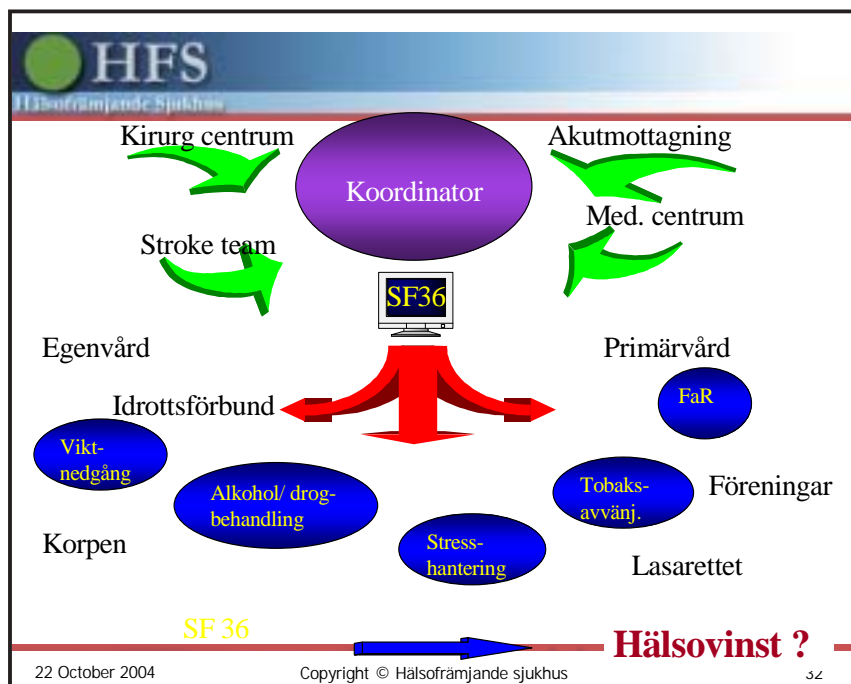 HFS
Hälsofrämjande Sjukhus
Kirurg centrum
Akutmottagning
Koordinator
Med. centrum
Stroke team
SF36
Egenvård
Primärvård
Idrottsförbund
FaR
Vikt-
nedgång
Alkohol/ drog-
behandling
Tobaks-
avvänj.
Föreningar
Korpen
Stress-
hantering
Lasarettet
SF 36
Hälsovinst ?
22 October 2004
Copyright © Hälsofrämjande sjukhus
32